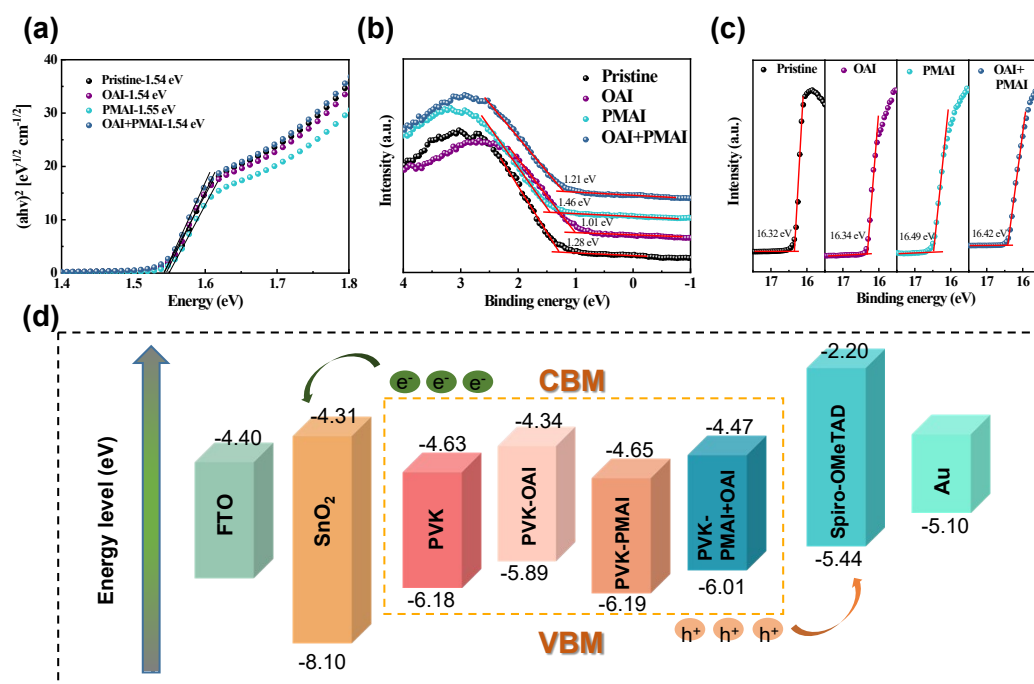 (a)
(αhν)² [eV^1/2 cm^-1/2]
40
30
20
10
0
Pristine-1.54 eV
OAI-1.54 eV
PMAI-1.55 eV
OAI+PMAI-1.54 eV
1.4 1.5 1.6 1.7 1.8
Energy (eV)
(b)
Intensity (a.u.)
Pristine
OAI
PMAI
OAI+PMAI
1.21 eV
1.46 eV
1.01 eV
1.28 eV
4 3 2 1 0 -1
Binding energy (eV)
(c)
Intensity (a.u.)
Pristine
OAI
PMAI
OAI+
PMAI
16.32 eV
16.34 eV
16.49 eV
16.42 eV
17 16 17 16 17 16 17 16
Binding energy (eV)
(d)
Energy level (eV)
-4.40
FTO
-4.31
SnO₂
-8.10
e⁻ e⁻ e⁻
CBM
-4.63
PVK
-6.18
-4.34
PVK-OAI
-5.89
-4.65
PVK-PMAI
-6.19
-4.47
PVK-
PMAI+OAI
-6.01
VBM
h⁺ h⁺ h⁺
-2.20
Spiro-OMeTAD
-5.44
Au
-5.10